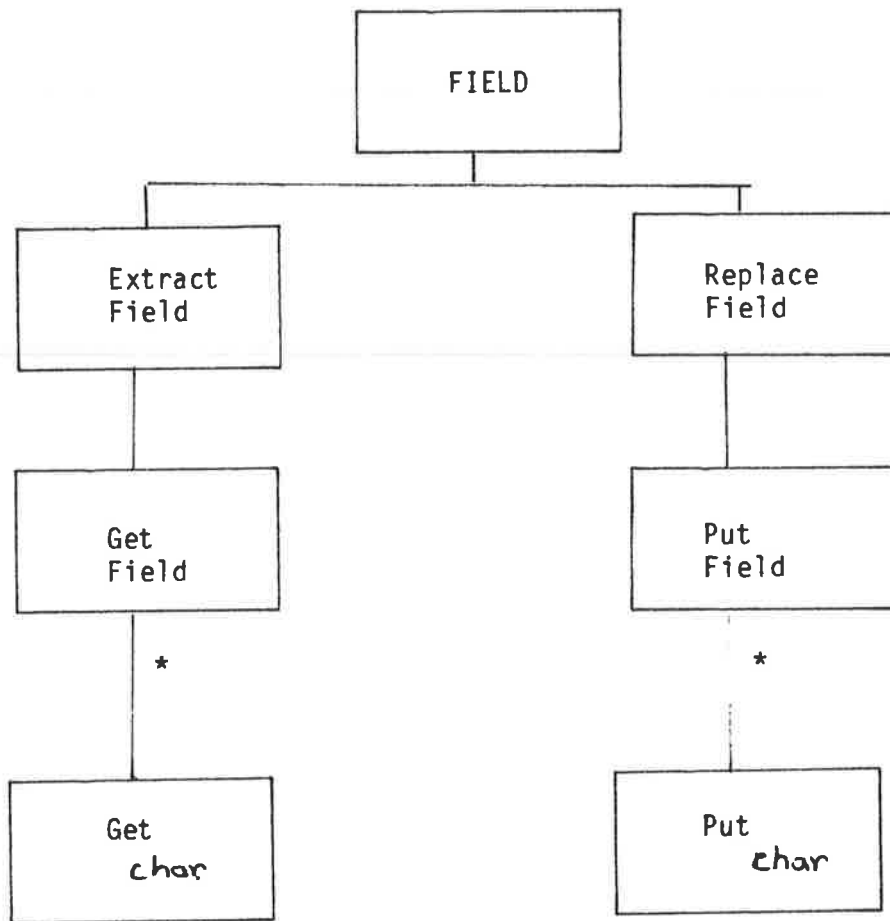 FIELD
Extract
Field
Replace
Field
Get
Field
Put
Field
*
*
Get
char
Put
char